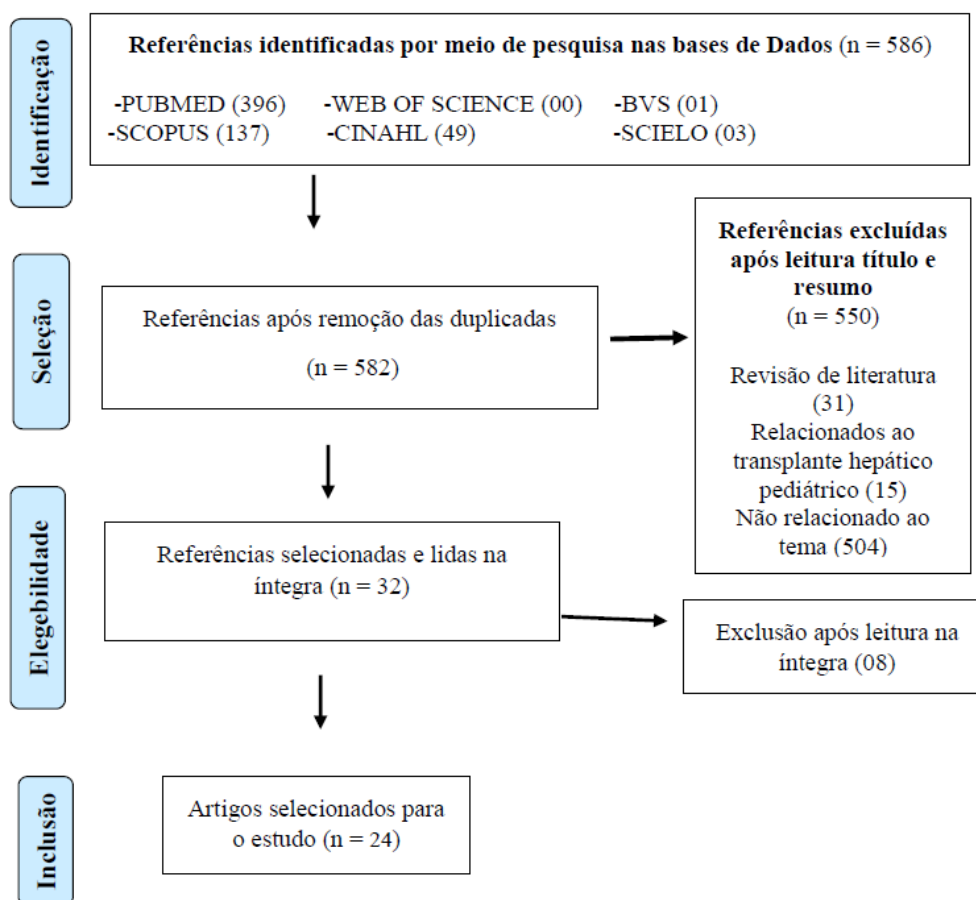 Identificação
Referências identificadas por meio de pesquisa nas bases de Dados (n = 586)
-PUBMED (396) -WEB OF SCIENCE (00) -BVS (01)
-SCOPUS (137) -CINAHL (49) -SCIELO (03)
Seleção
Referências após remoção das duplicadas
(n = 582)
Referências excluídas
após leitura título e
resumo
(n = 550)
Revisão de literatura
(31)
Relacionados ao
transplante hepático
pediátrico (15)
Não relacionado ao
tema (504)
Elegebilidade
Referências selecionadas e lidas na
íntegra (n = 32)
Exclusão após leitura na
íntegra (08)
Inclusão
Artigos selecionados para
o estudo (n = 24)